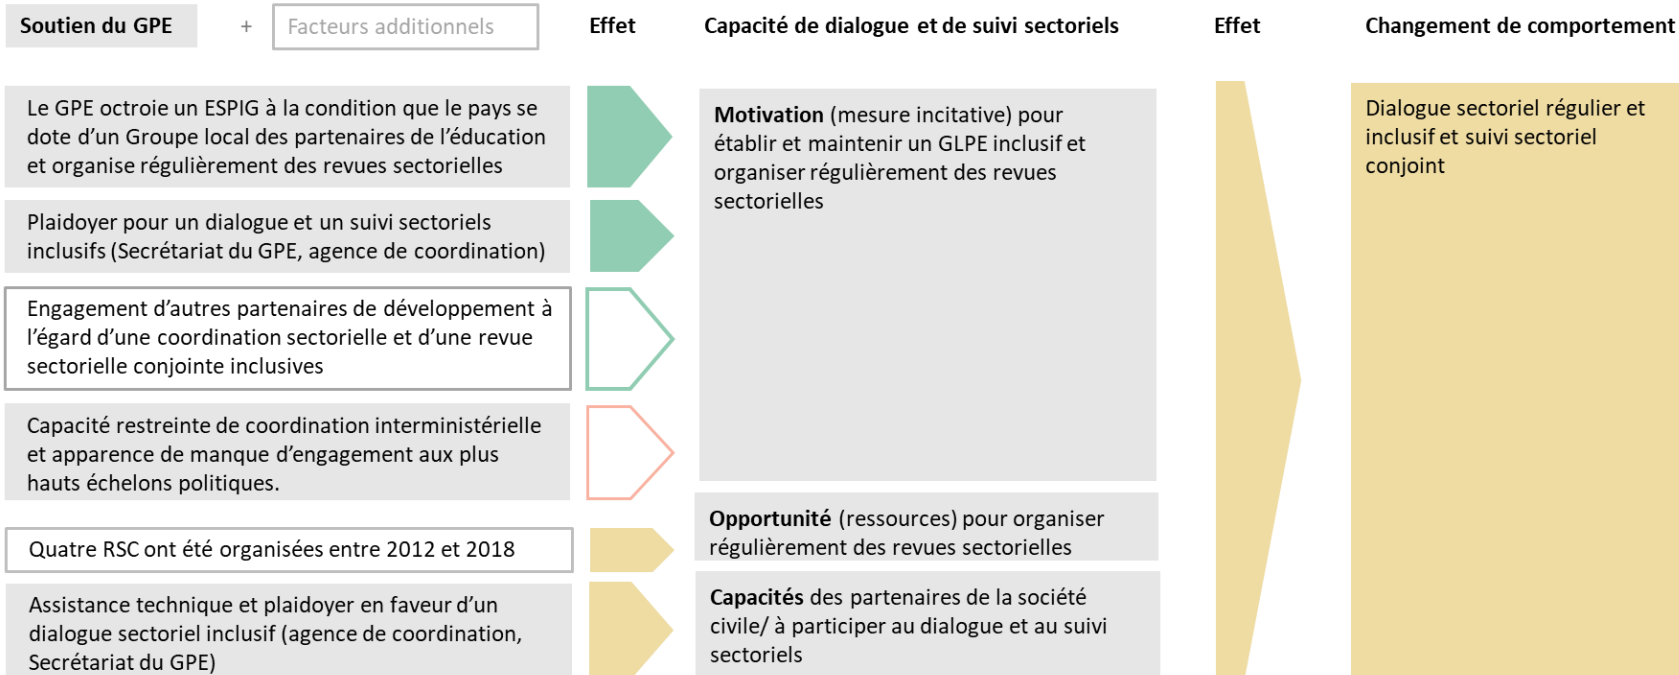 Soutien du GPE + Facteurs additionnels Effet Capacité de dialogue et de suivi sectoriels Effet Changement de comportement
Le GPE octroie un ESPIG à la condition que le pays se
dote d’un Groupe local des partenaires de l’éducation
et organise régulièrement des revues sectorielles
Plaidoyer pour un dialogue et un suivi sectoriels
inclusifs (Secrétariat du GPE, agence de coordination)
Engagement d’autres partenaires de développement à
l’égard d’une coordination sectorielle et d’une revue
sectorielle conjointe inclusives
Capacité restreinte de coordination interministérielle
et apparence de manque d’engagement aux plus
hauts échelons politiques.
Quatre RSC ont été organisées entre 2012 et 2018
Assistance technique et plaidoyer en faveur d’un
dialogue sectoriel inclusif (agence de coordination,
Secrétariat du GPE)
Motivation (mesure incitative) pour
établir et maintenir un GLPE inclusif et
organiser régulièrement des revues
sectorielles
Opportunité (ressources) pour organiser
régulièrement des revues sectorielles
Capacités des partenaires de la société
civile/ à participer au dialogue et au suivi
sectoriels
Dialogue sectoriel régulier et
inclusif et suivi sectoriel
conjoint